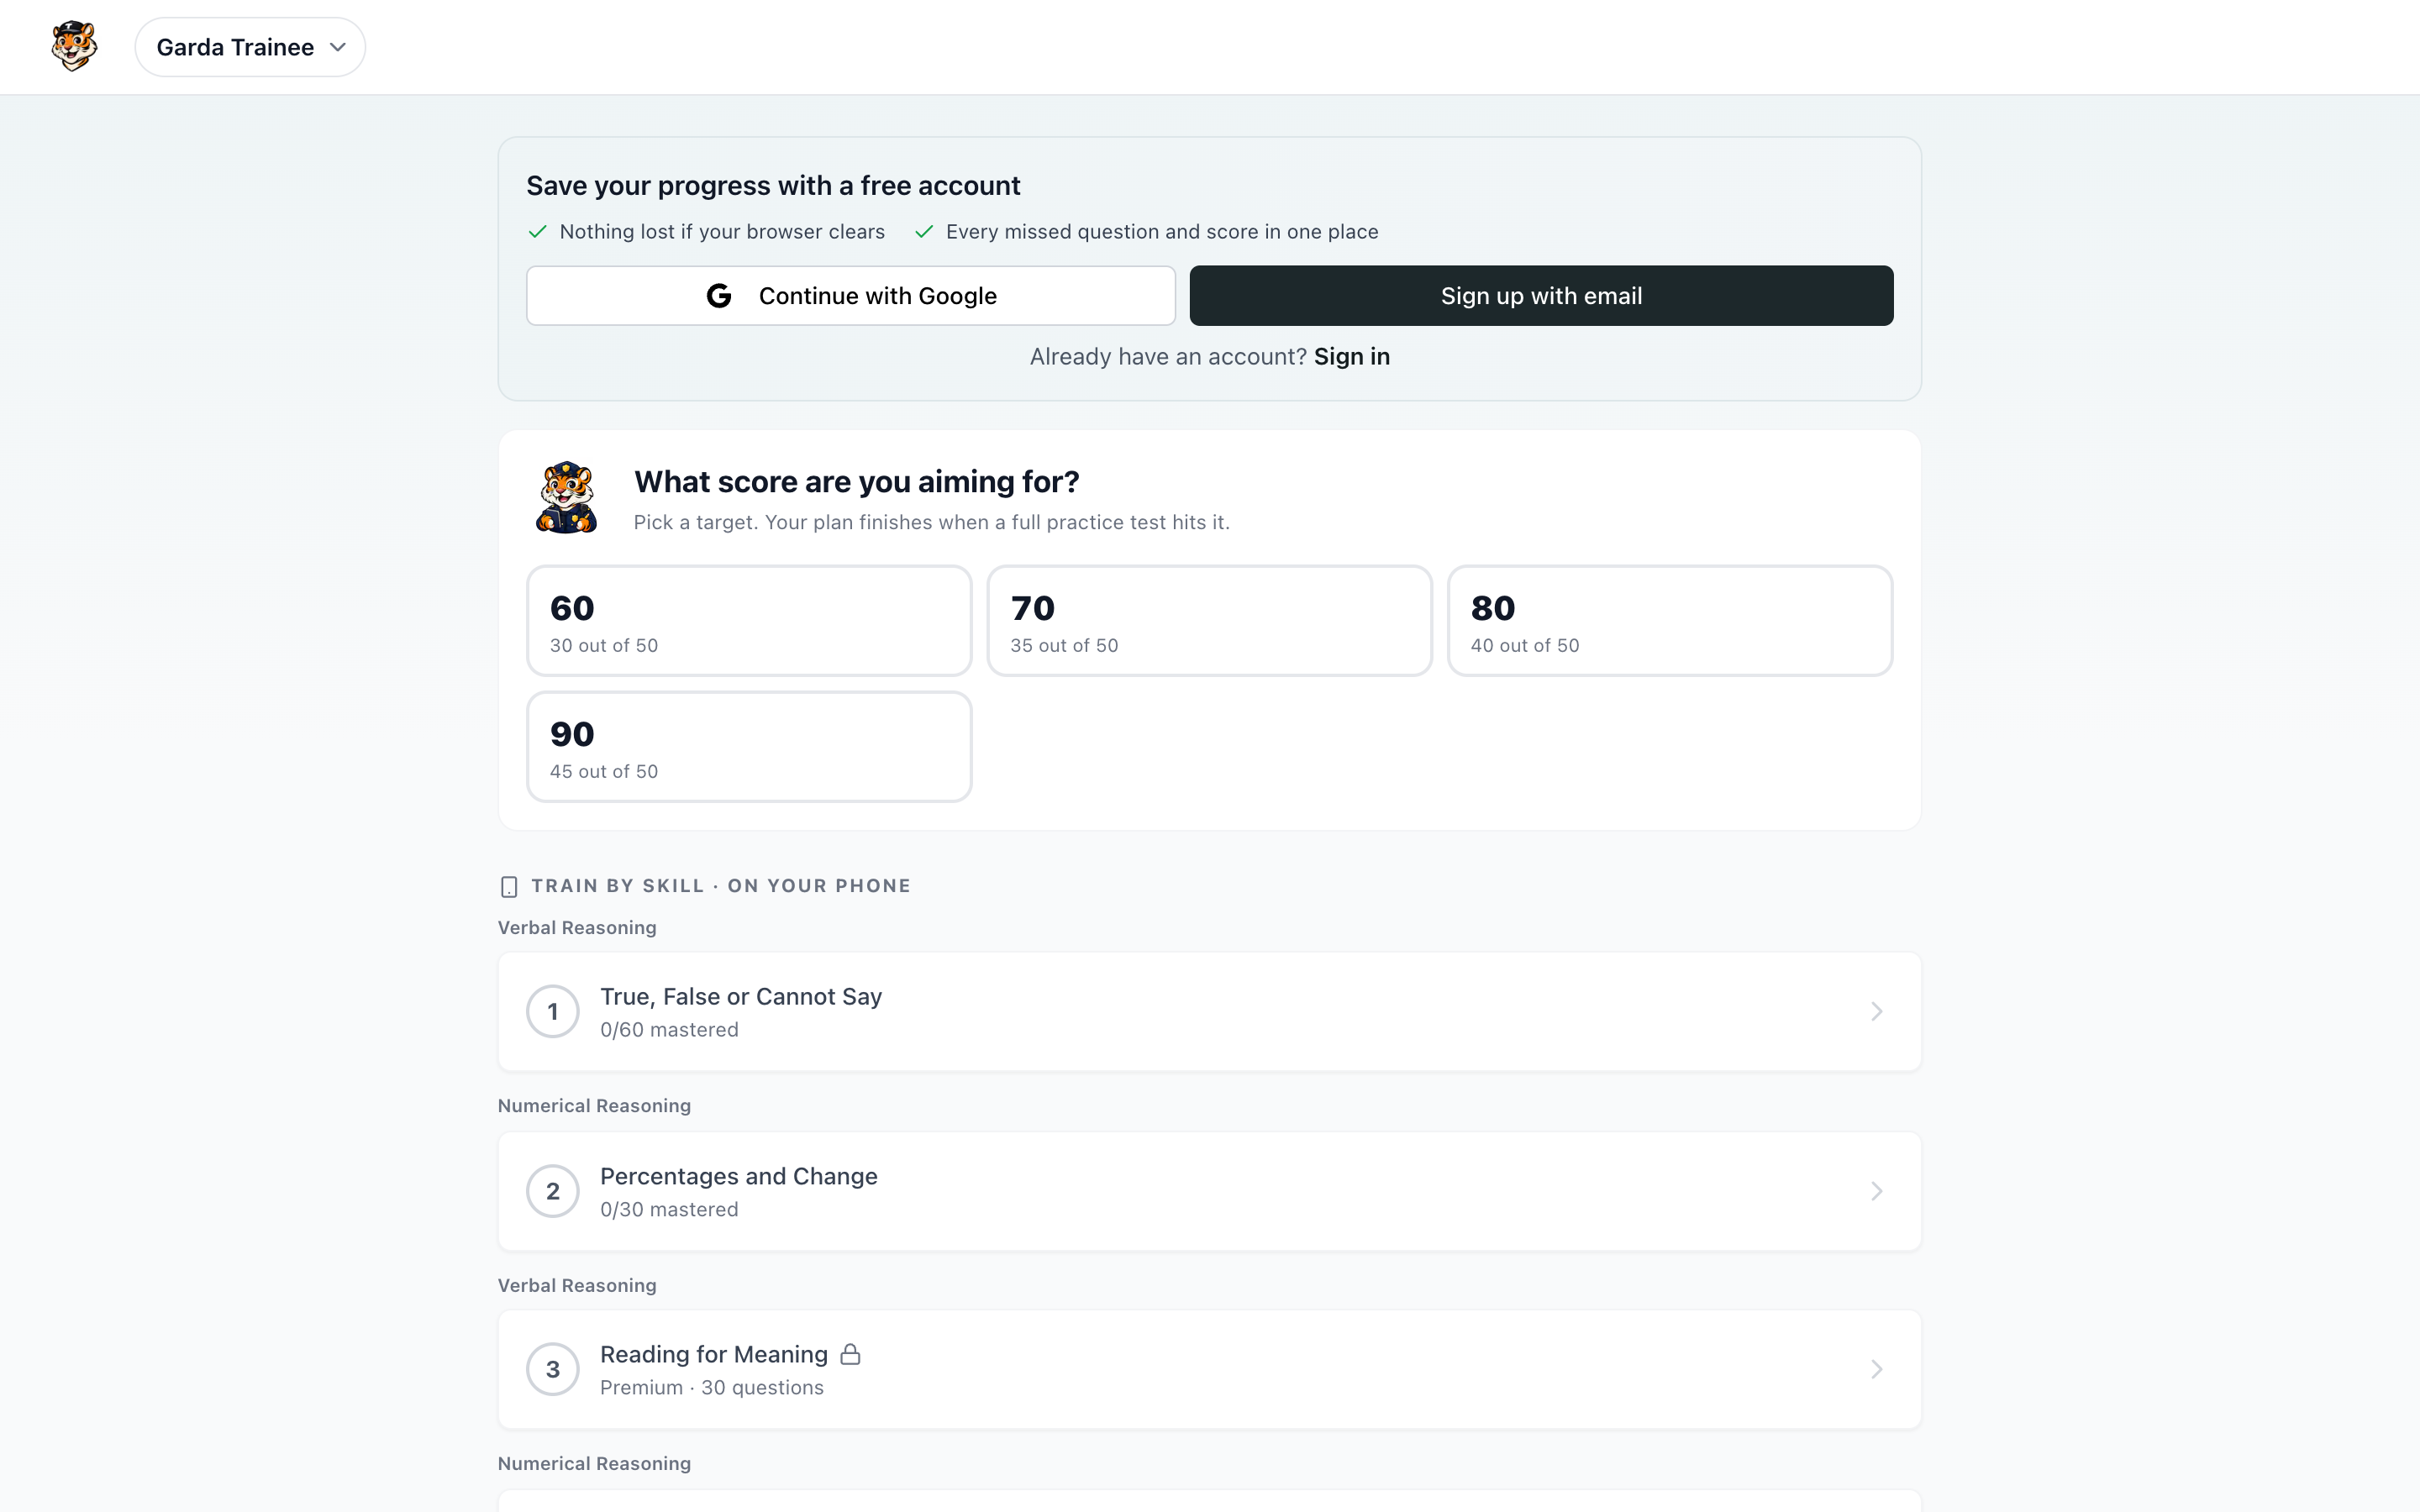 Garda Trainee
Save your progress with a free account
Nothing lost if your browser clears
Every missed question and score in one place
Continue with Google
Sign up with email
Already have an account? Sign in
What score are you aiming for?
Pick a target. Your plan finishes when a full practice test hits it.
60
30 out of 50
70
35 out of 50
80
40 out of 50
90
45 out of 50
TRAIN BY SKILL · ON YOUR PHONE
Verbal Reasoning
1
True, False or Cannot Say
0/60 mastered
Numerical Reasoning
2
Percentages and Change
0/30 mastered
Verbal Reasoning
3
Reading for Meaning
Premium · 30 questions
Numerical Reasoning